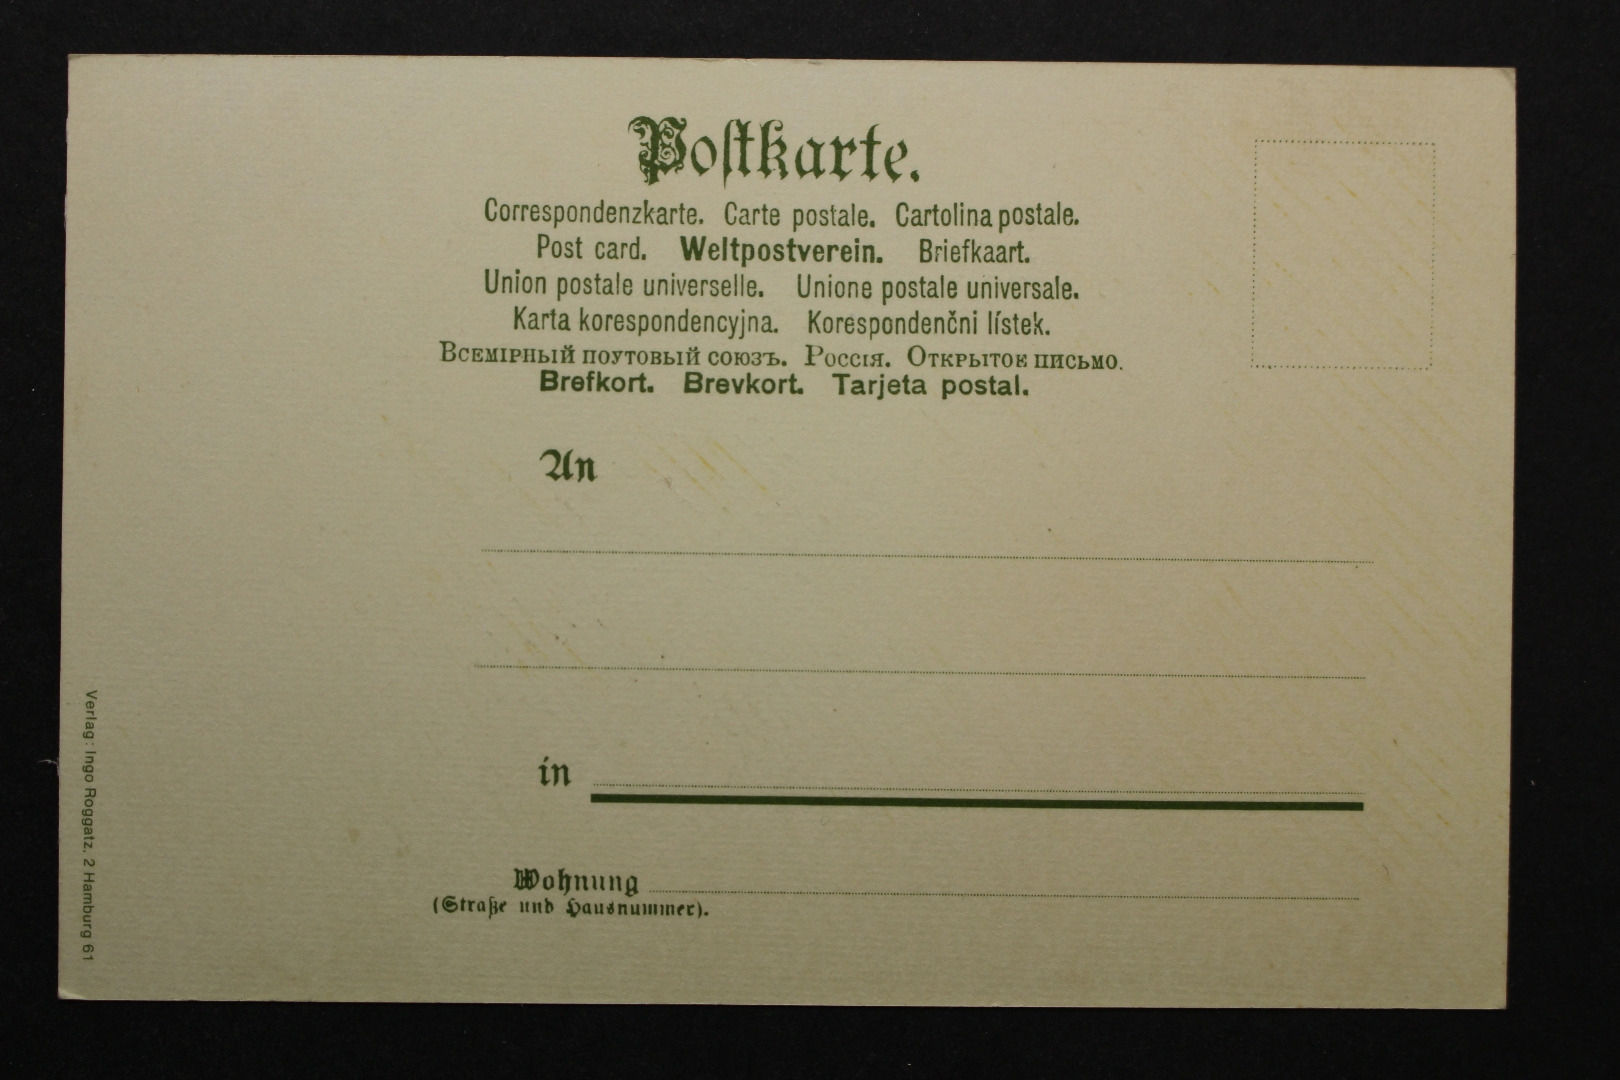 Postkarte.
Correspondenzkarte. Carte postale. Cartolina postale.
Post card. Weltpostverein. Briefkaart.
Union postale universelle. Unione postale universale.
Karta korespondencyjna. Korespondenčni lístek.
Всемірный поутовый союзъ. Россія. Открытое письмо.
Brefkort. Brevkort. Tarjeta postal.
An
in
Wohnung
(Straße und Hausnummer).
Verlag: Ingo Roggatz, 2 Hamburg 61